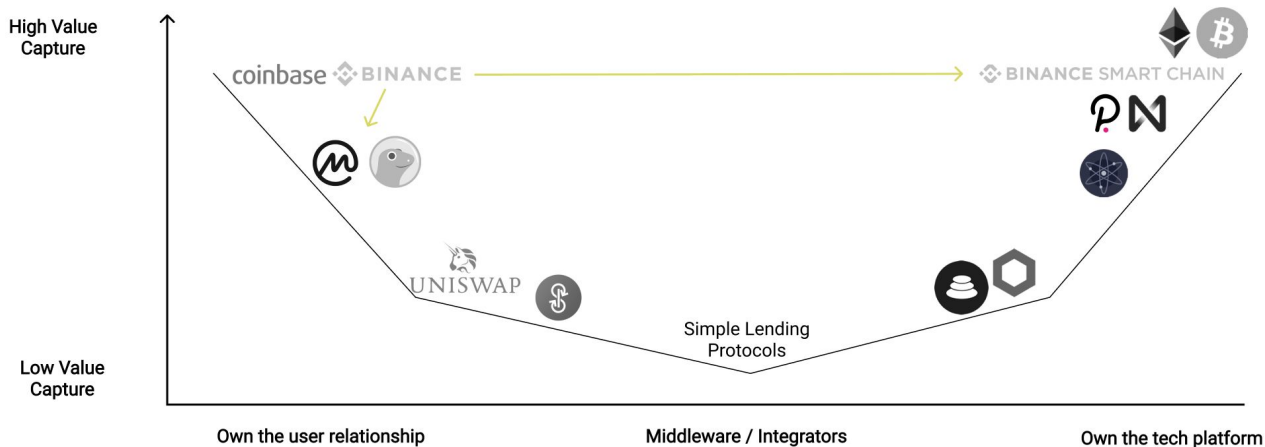 High Value
Capture
coinbase BINANCE
BINANCE SMART CHAIN
UNISWAP
Simple Lending
Protocols
Low Value
Capture
Own the user relationship
Middleware / Integrators
Own the tech platform